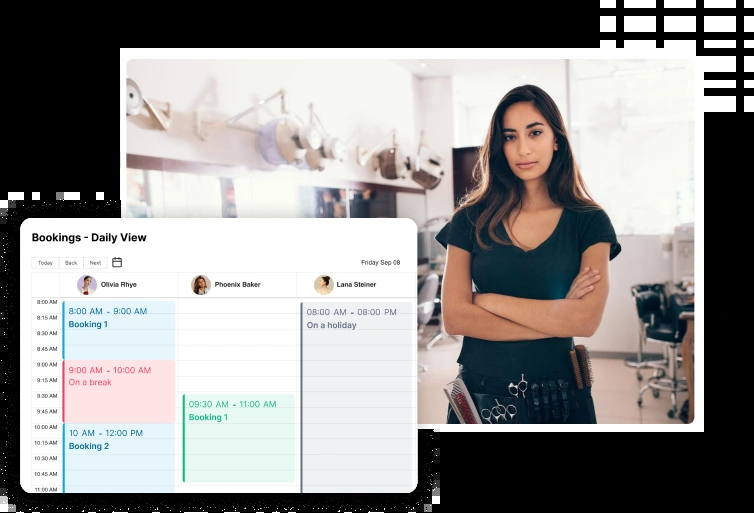 Bookings - Daily View
Today Back Next Friday Sep 08
Olivia Rhye Phoenix Baker Lana Steiner
8:00 AM
8:00 AM - 9:00 AM
08:00 AM - 08:00 PM
8:15 AM
Booking 1
On a holiday
8:30 AM
8:45 AM
9:00 AM
9:00 AM - 10:00 AM
9:15 AM
On a break
9:30 AM
09:30 AM - 11:00 AM
9:45 AM
Booking 1
10:00 AM
10 AM - 12:00 PM
10:15 AM
Booking 2
10:30 AM
10:45 AM
11:00 AM